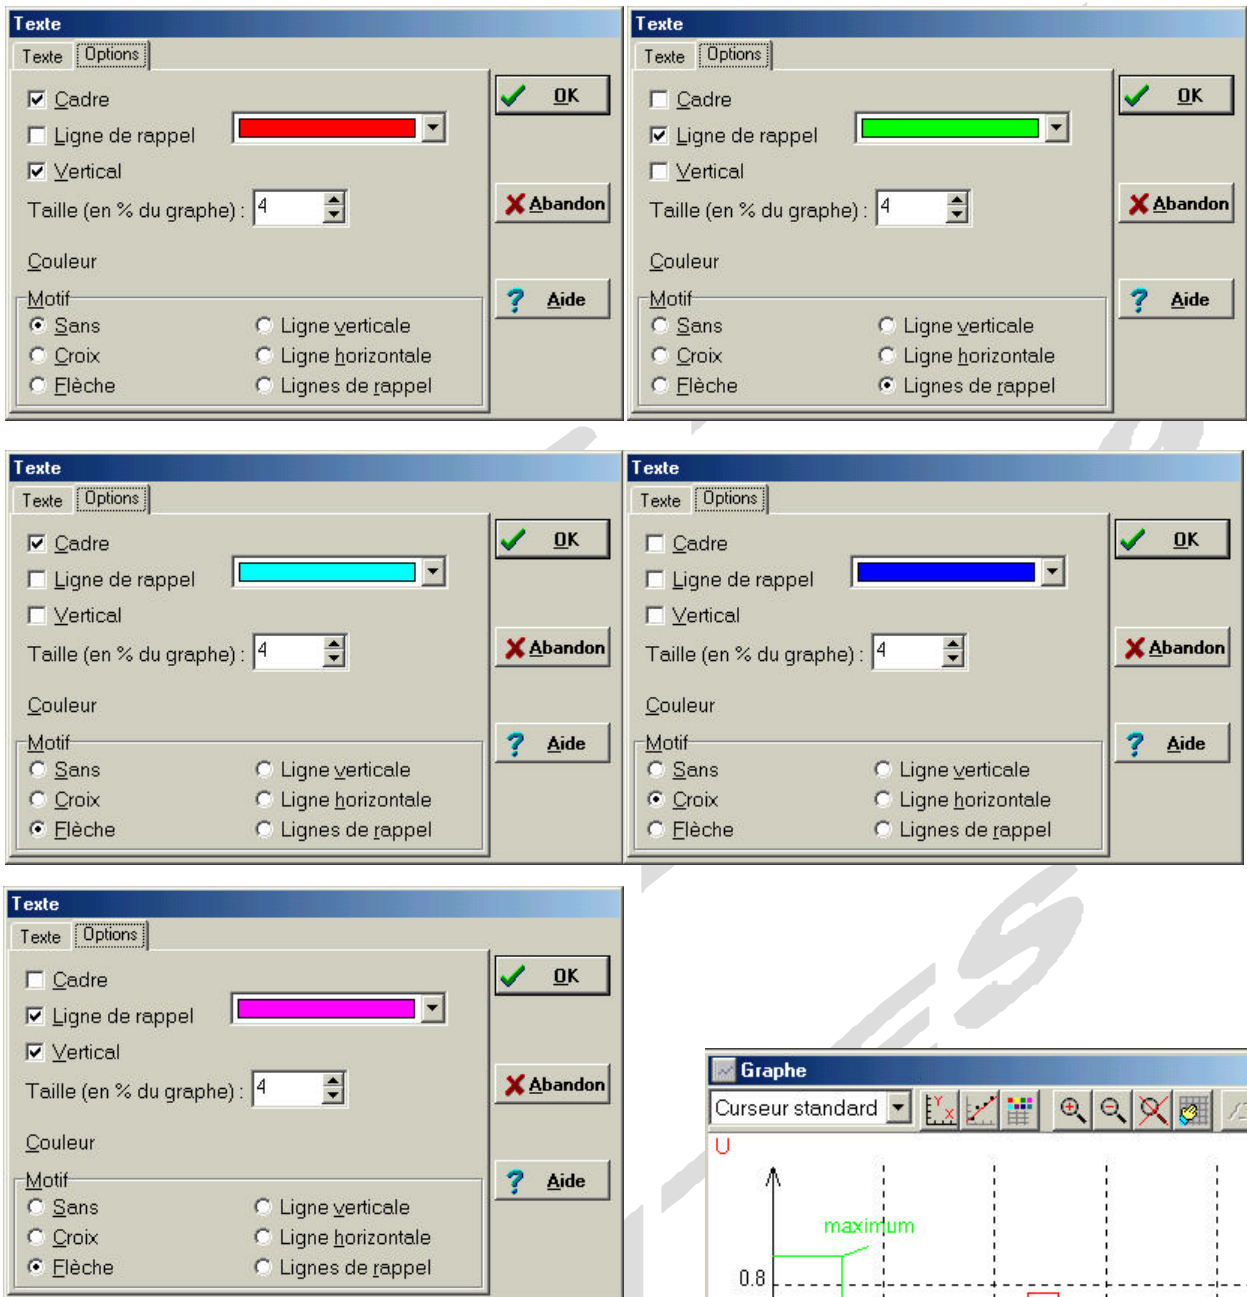 Texte
Texte Options
Cadre
Ligne de rappel
Vertical
Taille (en % du graphe) : 4
Couleur
Motif
Sans Ligne verticale
Croix Ligne horizontale
Flèche Lignes de rappel
OK
Abandon
? Aide
Texte
Texte Options
Cadre
Ligne de rappel
Vertical
Taille (en % du graphe) : 4
Couleur
Motif
Sans Ligne verticale
Croix Ligne horizontale
Flèche Lignes de rappel
OK
Abandon
? Aide
Texte
Texte Options
Cadre
Ligne de rappel
Vertical
Taille (en % du graphe) : 4
Couleur
Motif
Sans Ligne verticale
Croix Ligne horizontale
Flèche Lignes de rappel
OK
Abandon
? Aide
Texte
Texte Options
Cadre
Ligne de rappel
Vertical
Taille (en % du graphe) : 4
Couleur
Motif
Sans Ligne verticale
Croix Ligne horizontale
Flèche Lignes de rappel
OK
Abandon
? Aide
Texte
Texte Options
Cadre
Ligne de rappel
Vertical
Taille (en % du graphe) : 4
Couleur
Motif
Sans Ligne verticale
Croix Ligne horizontale
Flèche Lignes de rappel
OK
Abandon
? Aide
Graphe
Curseur standard Y X
U
maximum
0.8